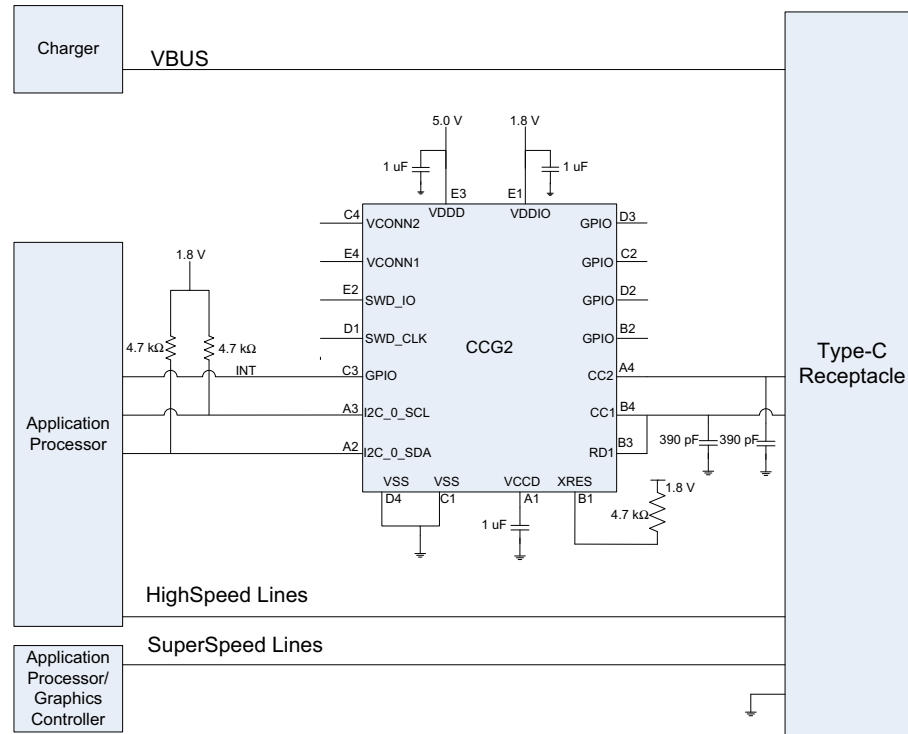 Charger
VBUS
5.0 V
1.8 V
1 uF
1 uF
E3
E1
VDDD
VDDIO
C4
VCONN2
GPIO
D3
E4
VCONN1
GPIO
C2
1.8 V
E2
SWD_IO
GPIO
D2
D1
SWD_CLK
GPIO
B2
4.7 kΩ
4.7 kΩ
CCG2
INT
C3
GPIO
CC2
A4
Type-C
Receptacle
A3
I2C_0_SCL
CC1
B4
Application
Processor
A2
I2C_0_SDA
RD1
B3
390 pF
390 pF
VSS
VSS
VCCD
XRES
D4
C1
A1
B1
1.8 V
4.7 kΩ
1 uF
HighSpeed Lines
SuperSpeed Lines
Application
Processor/
Graphics
Controller